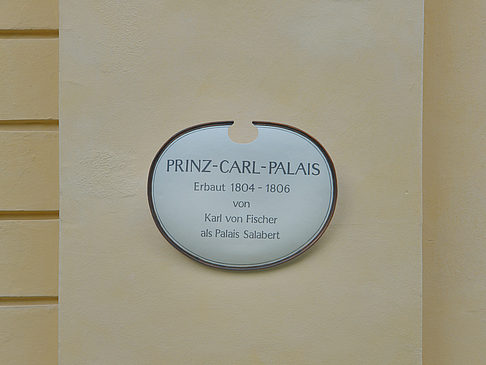 PRINZ-CARL-PALAIS
Erbaut 1804 - 1806
von
Karl von Fischer
als Palais Salabert